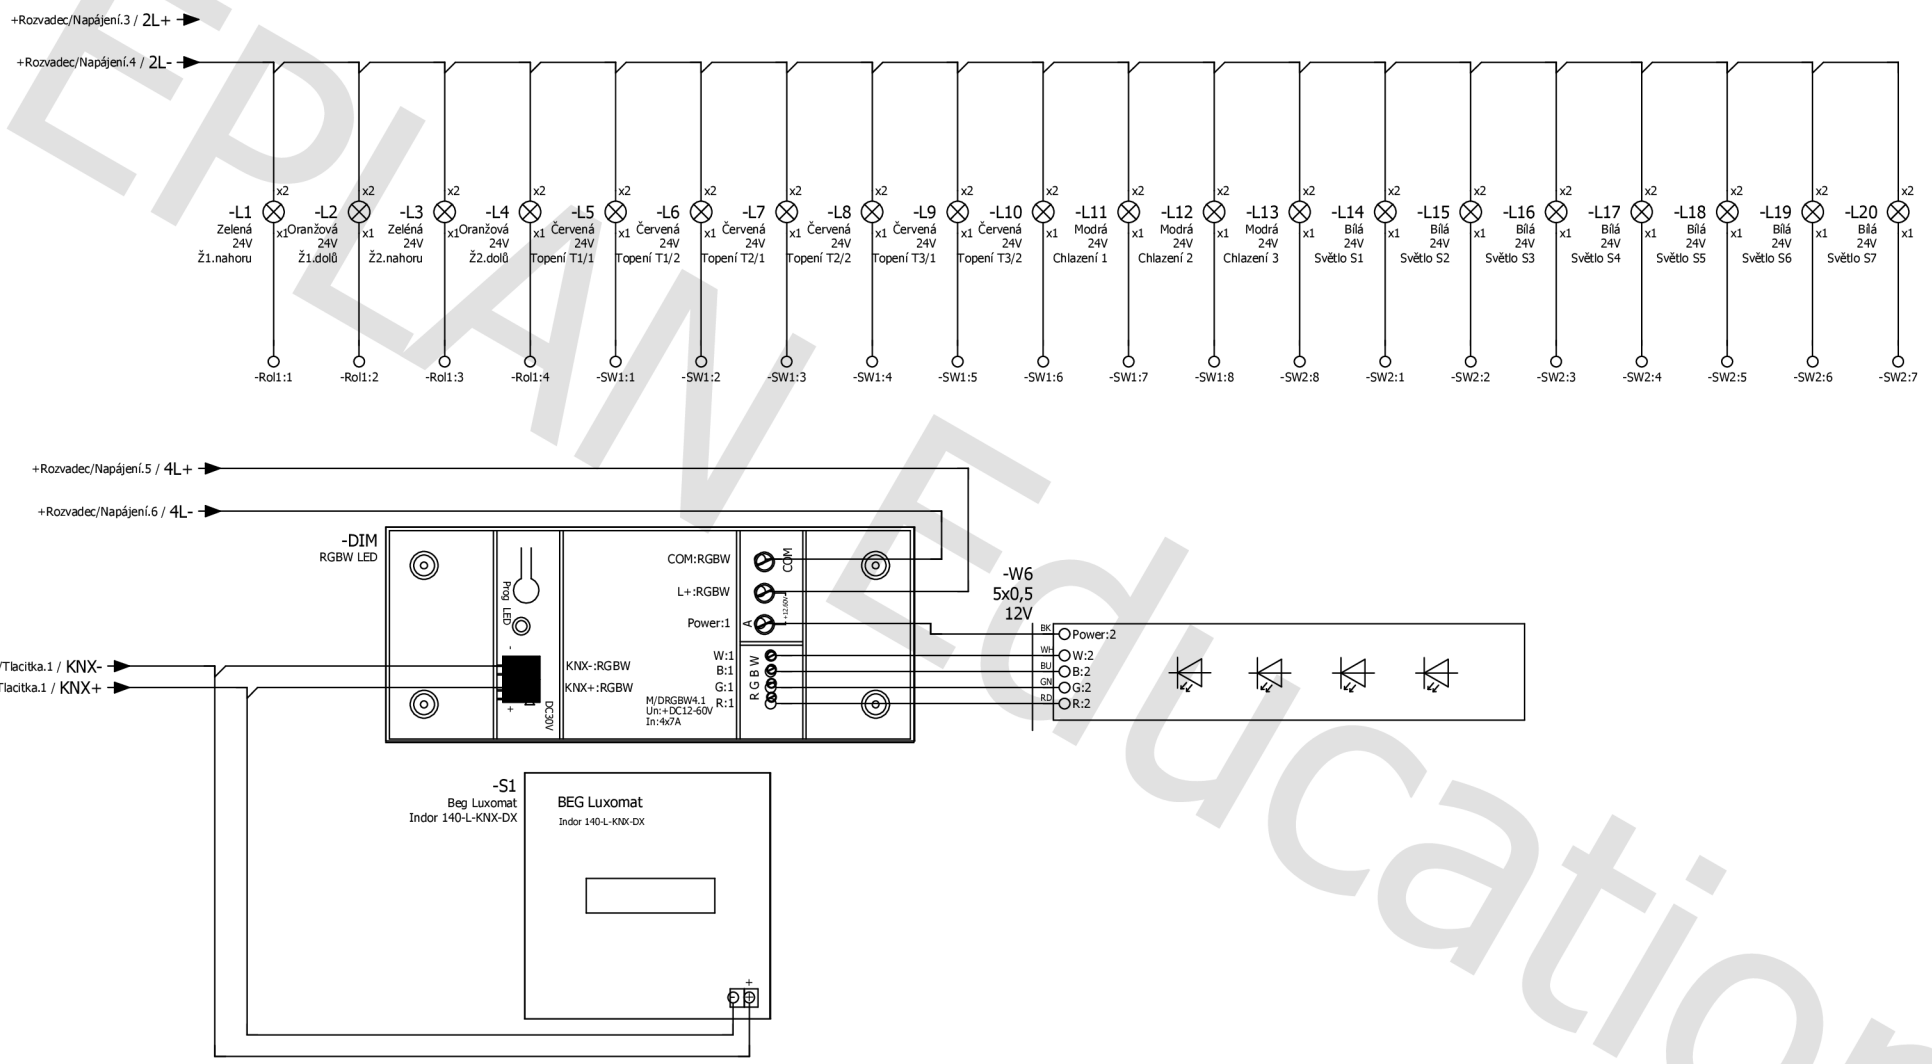 +Rozvadec/Napájení.3 / 2L+
+Rozvadec/Napájení.4 / 2L-
x2 x2 x2 x2 x2 x2 x2 x2 x2 x2 x2 x2 x2 x2 x2 x2 x2 x2 x2 x2
-L1 -L2 -L3 -L4 -L5 -L6 -L7 -L8 -L9 -L10 -L11 -L12 -L13 -L14 -L15 -L16 -L17 -L18 -L19 -L20
Zelená Oranžová Zeléná Oranžová Červená Červená Červená Červená Červená Červená Modrá Modrá Modrá Bílá Bílá Bílá Bílá Bílá Bílá Bílá
x1 x1 x1 x1 x1 x1 x1 x1 x1 x1 x1 x1 x1 x1 x1 x1 x1 x1 x1 x1
24V 24V 24V 24V 24V 24V 24V 24V 24V 24V 24V 24V 24V 24V 24V 24V 24V 24V 24V 24V
Ž1.nahoru Ž1.dolů Ž2.nahoru Ž2.dolů Topení T1/1 Topení T1/2 Topení T2/1 Topení T2/2 Topení T3/1 Topení T3/2 Chlazení 1 Chlazení 2 Chlazení 3 Světlo S1 Světlo S2 Světlo S3 Světlo S4 Světlo S5 Světlo S6 Světlo S7
-Rol1:1 -Rol1:2 -Rol1:3 -Rol1:4 -SW1:1 -SW1:2 -SW1:3 -SW1:4 -SW1:5 -SW1:6 -SW1:7 -SW1:8 -SW2:8 -SW2:1 -SW2:2 -SW2:3 -SW2:4 -SW2:5 -SW2:6 -SW2:7
+Rozvadec/Napájení.5 / 4L+
+Rozvadec/Napájení.6 / 4L-
-DIM
RGBW LED
COM:RGBW
COM
L+:RGBW
+12.60V
Power:1
A
Prog LED
-
+
DC30V
KNX-:RGBW
KNX+:RGBW
W:1
B:1
G:1
R:1
R G B W
M/DRGBW4.1
Un:+DC12-60V
In:4x7A
-W6
5x0,5
12V
BK Power:2
WH W:2
BU B:2
GN G:2
RD R:2
/Tlacitka.1 / KNX-
Tlacitka.1 / KNX+
-S1
Beg Luxomat
Indor 140-L-KNX-DX
BEG Luxomat
Indor 140-L-KNX-DX
+
EPLAN Education